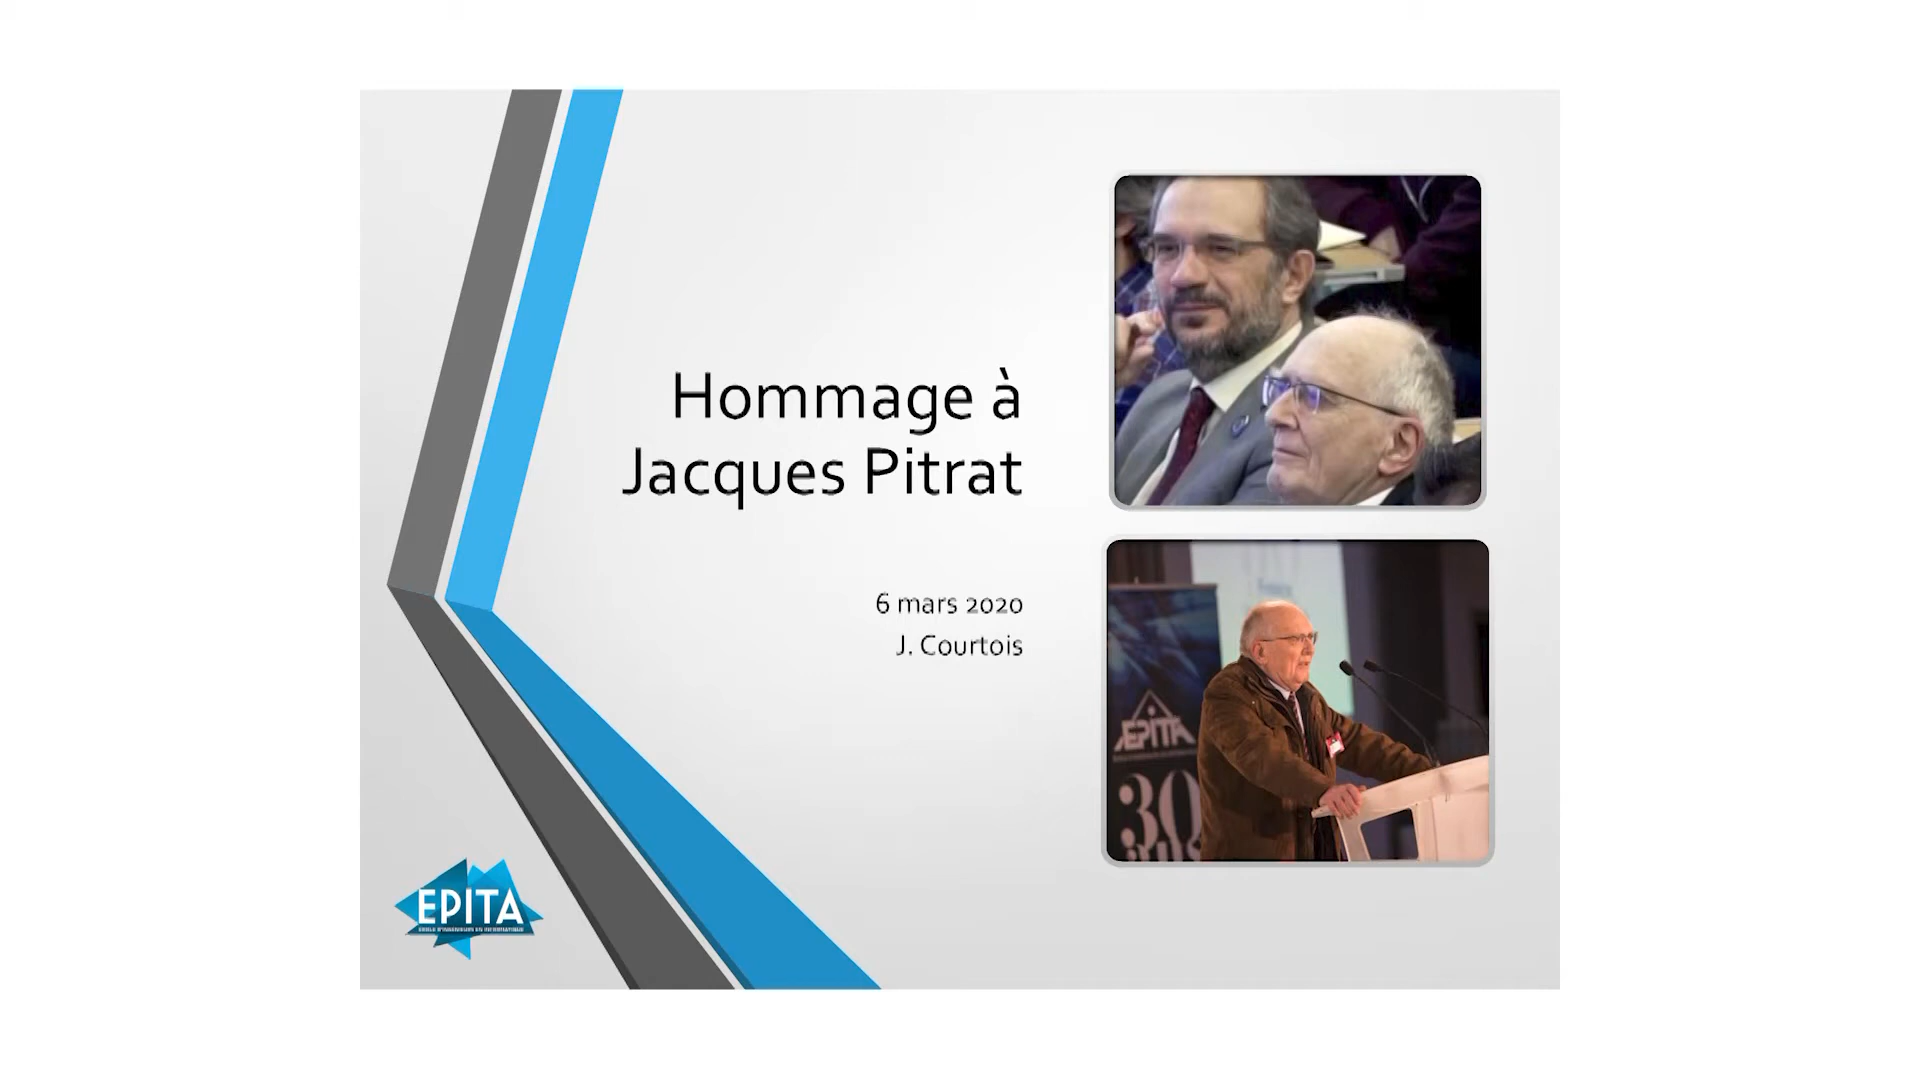 Hommage à
Jacques Pitrat
6 mars 2020
J. Courtois
EPITA
EPITA
30